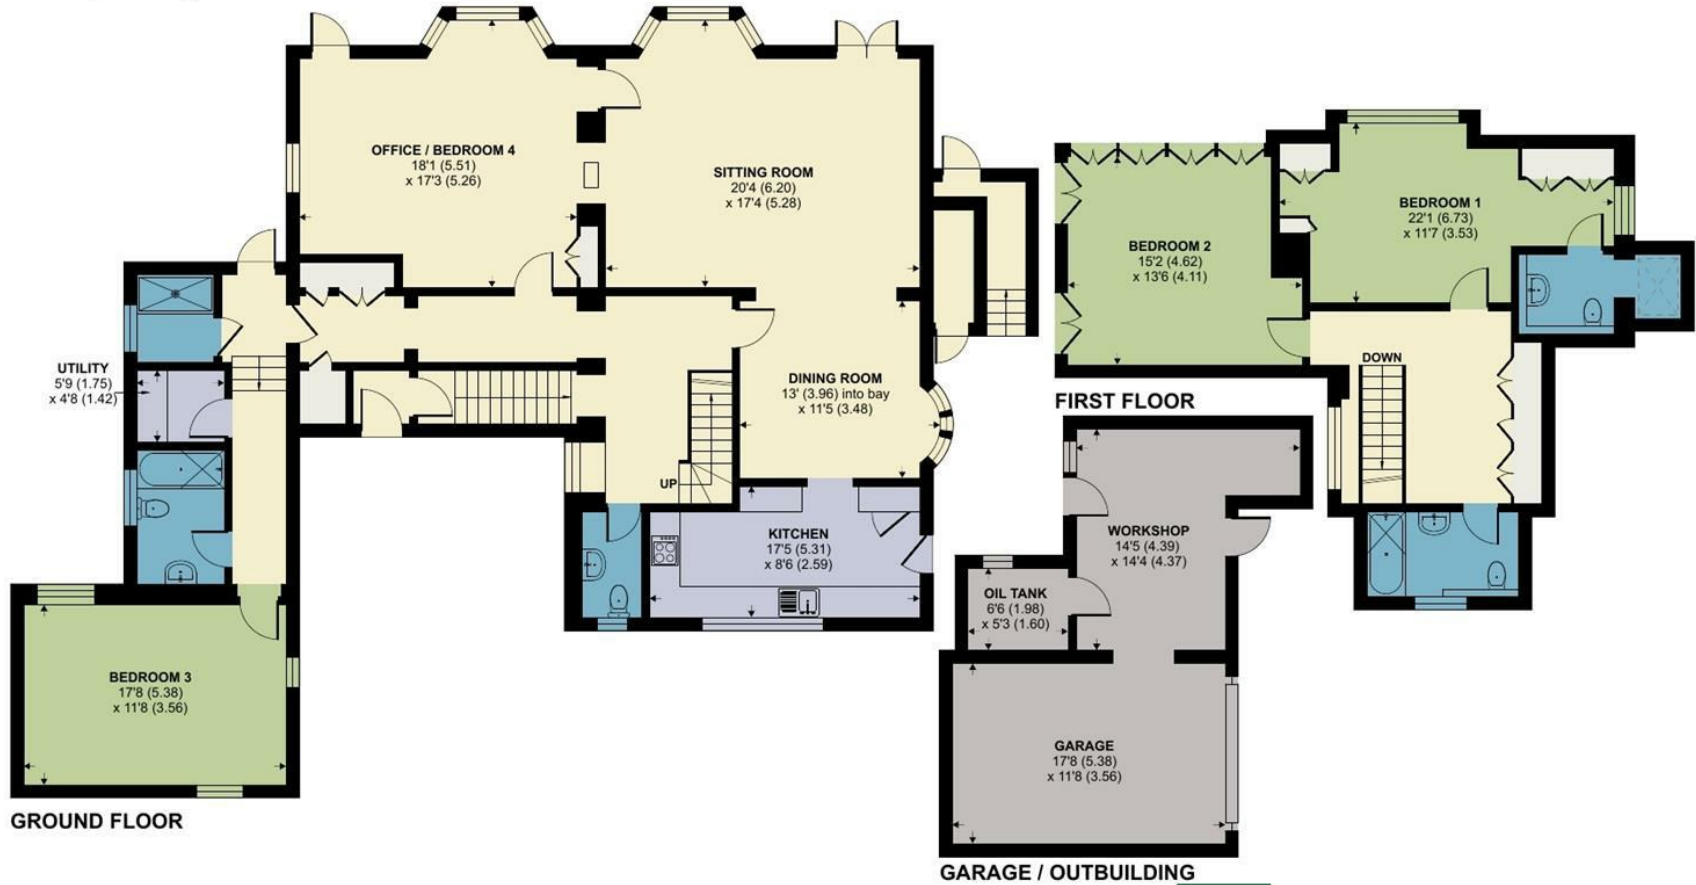 OFFICE / BEDROOM 4
18'1 (5.51)
x 17'3 (5.26)
SITTING ROOM
20'4 (6.20)
x 17'4 (5.28)
UTILITY
5'9 (1.75)
x 4'8 (1.42)
DINING ROOM
13' (3.96) into bay
x 11'5 (3.48)
UP
KITCHEN
17'5 (5.31)
x 8'6 (2.59)
BEDROOM 3
17'8 (5.38)
x 11'8 (3.56)
GROUND FLOOR
BEDROOM 1
22'1 (6.73)
x 11'7 (3.53)
BEDROOM 2
15'2 (4.62)
x 13'6 (4.11)
DOWN
FIRST FLOOR
WORKSHOP
14'5 (4.39)
x 14'4 (4.37)
OIL TANK
6'6 (1.98)
x 5'3 (1.60)
GARAGE
17'8 (5.38)
x 11'8 (3.56)
GARAGE / OUTBUILDING